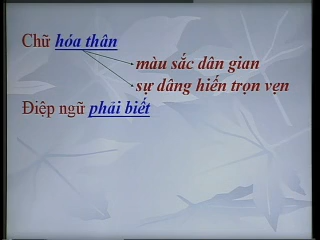 Chữ hóa thân
màu sắc dân gian
sự dâng hiến trọn vẹn
Điệp ngữ phải biết